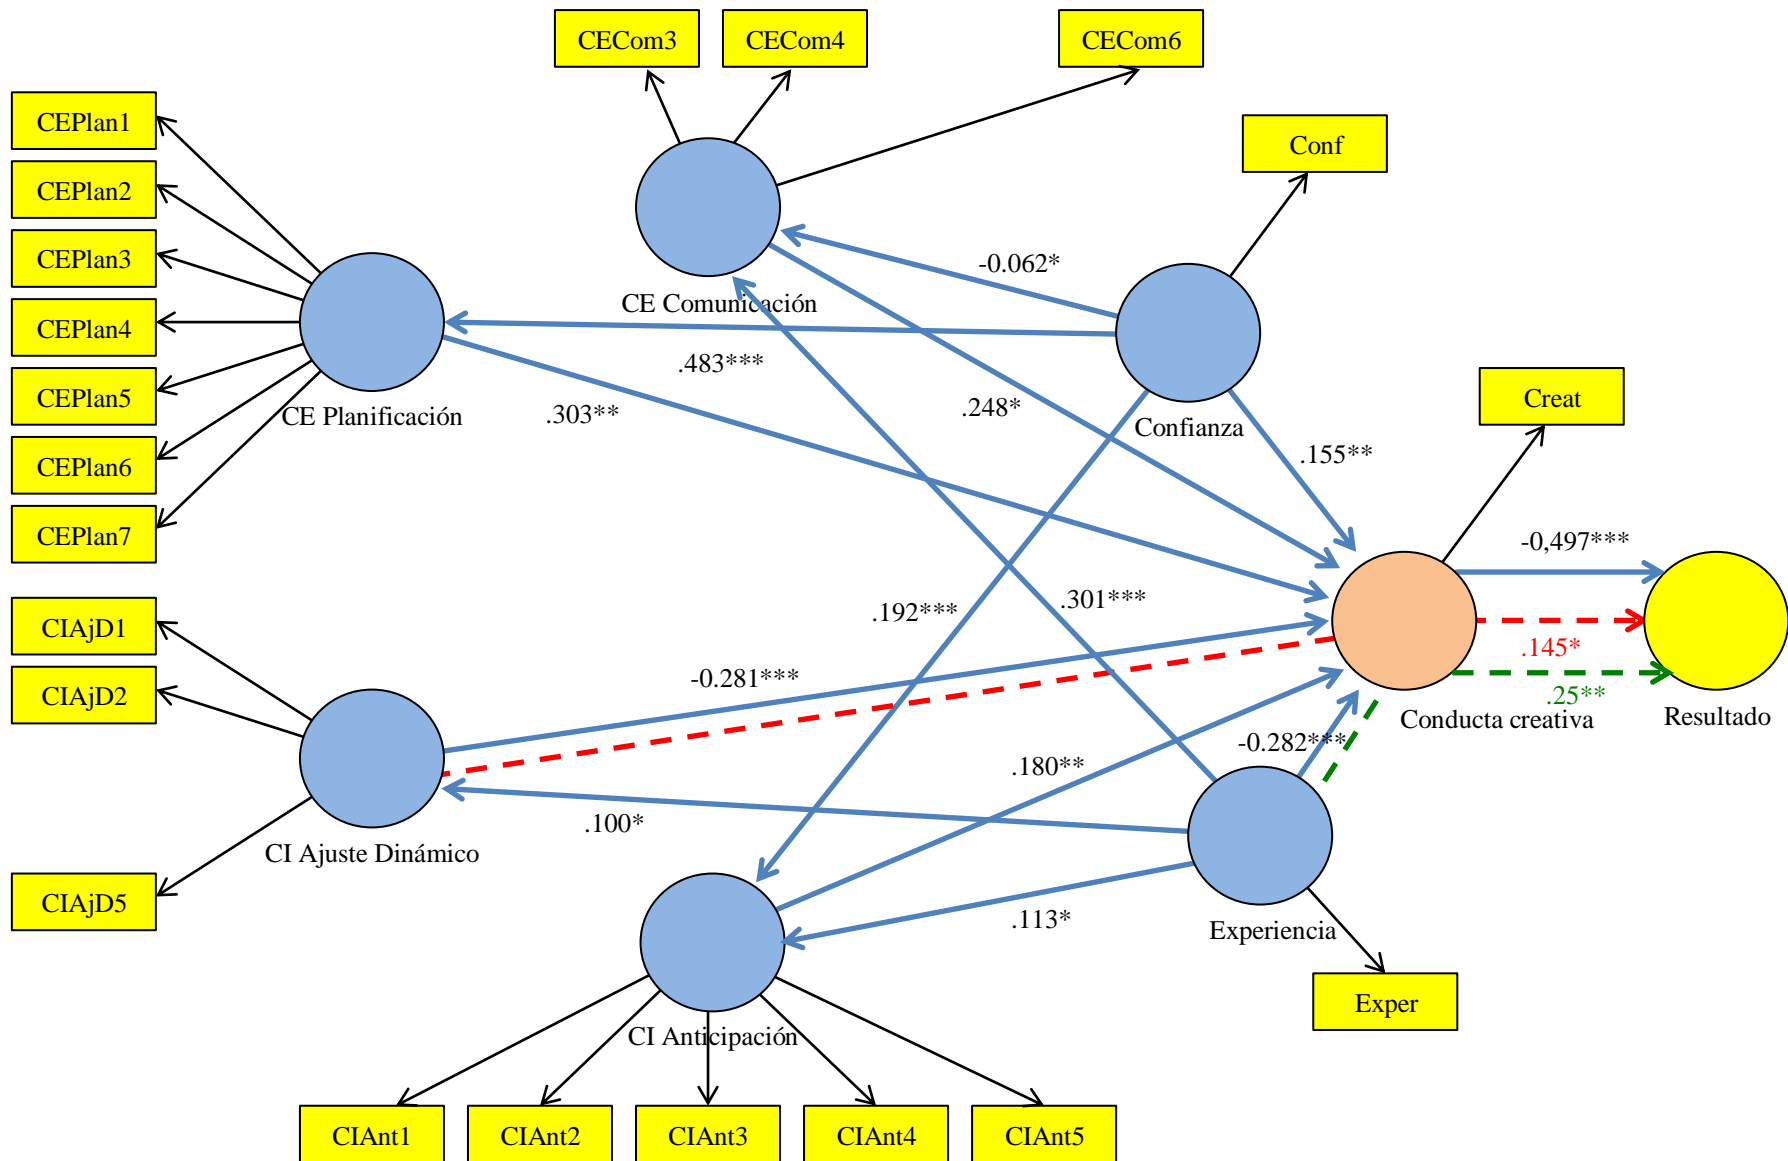 CECom3
CECom4
CECom6
CEPlan1
Conf
CEPlan2
CEPlan3
-0.062*
CE Comunicación
CEPlan4
.483***
CEPlan5
Creat
CE Planificación
.303**
.248*
Confianza
.155**
CEPlan6
CEPlan7
-0,497***
.192***
.301***
CIAjD1
.145*
-0.281***
CIAjD2
.25**
Conducta creativa
Resultado
-0.282***
.180**
.100*
CI Ajuste Dinámico
CIAjD5
.113*
Experiencia
Exper
CI Anticipación
CIAnt1
CIAnt2
CIAnt3
CIAnt4
CIAnt5